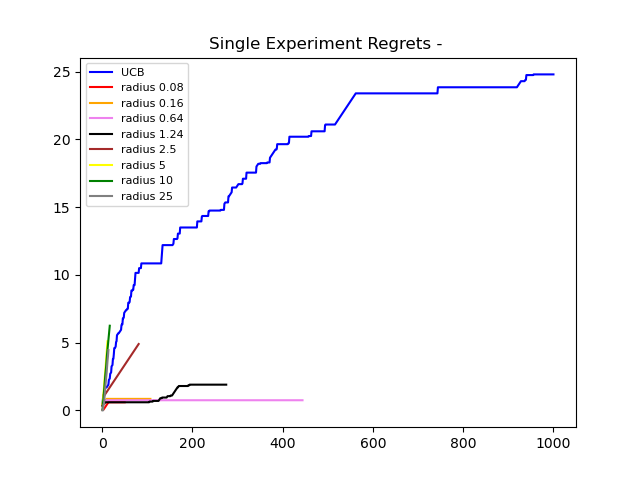 Single Experiment Regrets -
25
20
15
10
5
0
UCB
radius 0.08
radius 0.16
radius 0.64
radius 1.24
radius 2.5
radius 5
radius 10
radius 25
0 200 400 600 800 1000